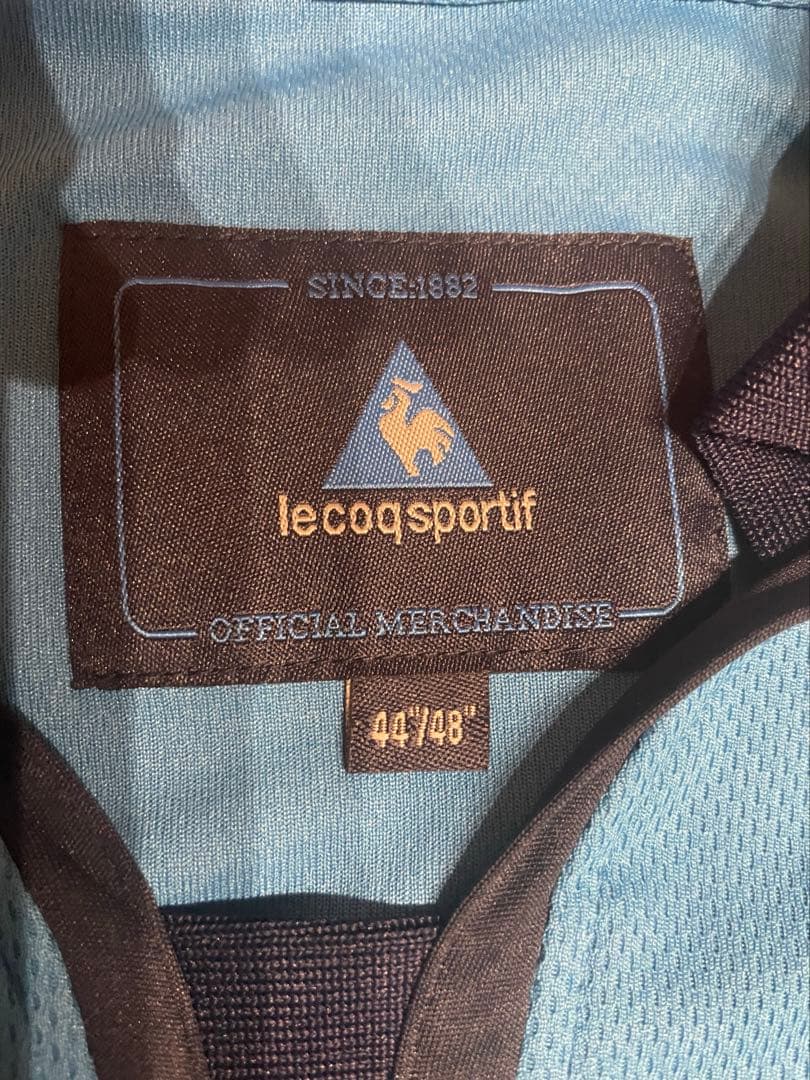 SINCE:1882
lecoqsportif
OFFICIAL MERCHANDISE
44"/48"